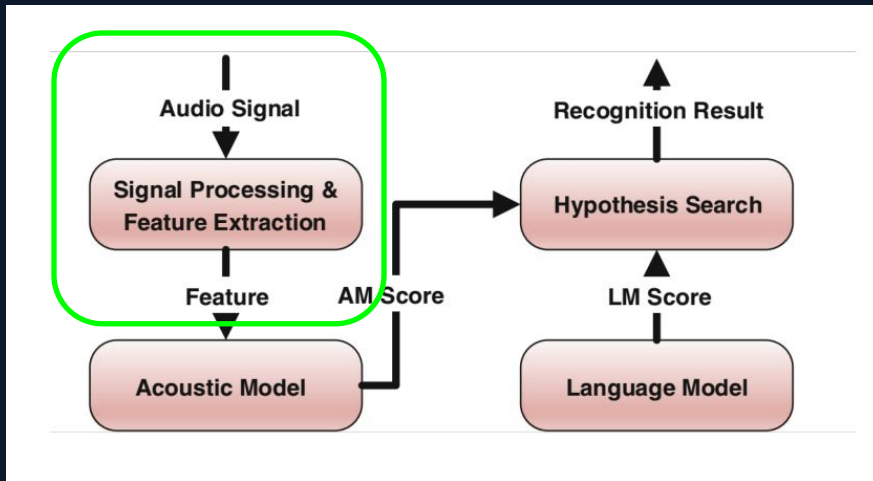 Audio Signal
Signal Processing &
Feature Extraction
Feature
Acoustic Model
AM Score
Recognition Result
Hypothesis Search
LM Score
Language Model